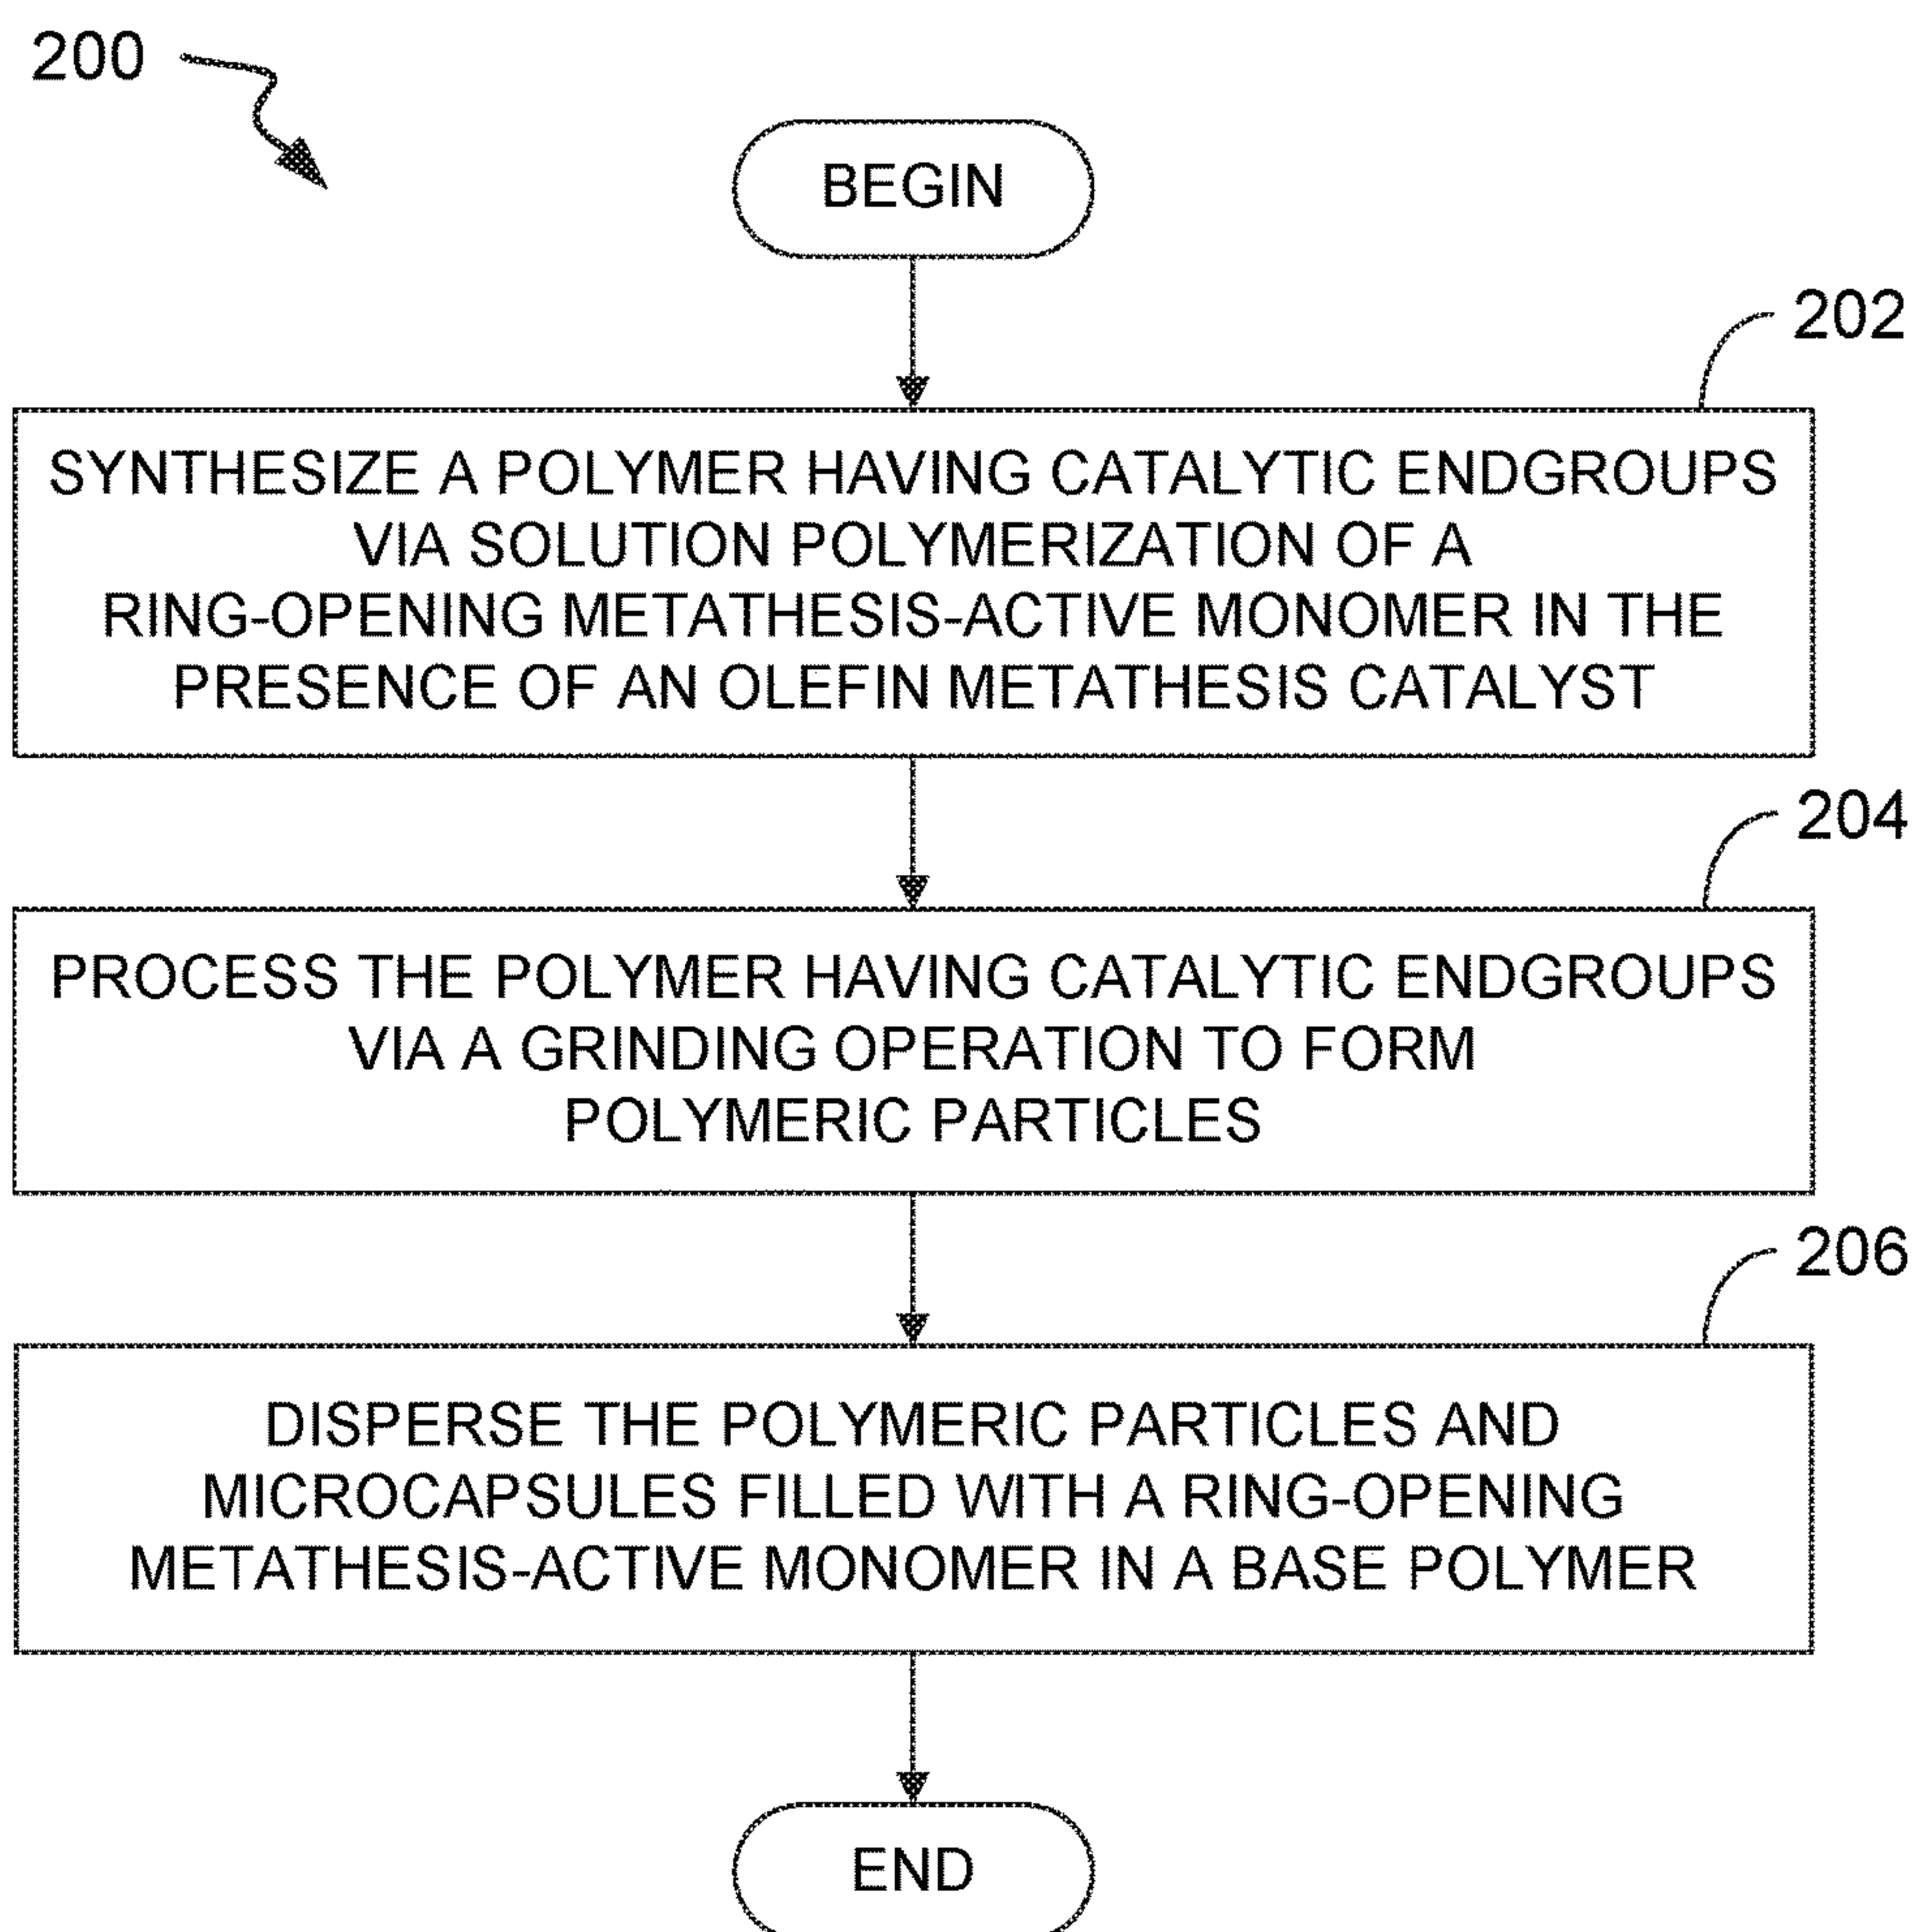 200
BEGIN
202
SYNTHESIZE A POLYMER HAVING CATALYTIC ENDGROUPS
VIA SOLUTION POLYMERIZATION OF A
RING-OPENING METATHESIS-ACTIVE MONOMER IN THE
PRESENCE OF AN OLEFIN METATHESIS CATALYST
204
PROCESS THE POLYMER HAVING CATALYTIC ENDGROUPS
VIA A GRINDING OPERATION TO FORM
POLYMERIC PARTICLES
206
DISPERSE THE POLYMERIC PARTICLES AND
MICROCAPSULES FILLED WITH A RING-OPENING
METATHESIS-ACTIVE MONOMER IN A BASE POLYMER
END